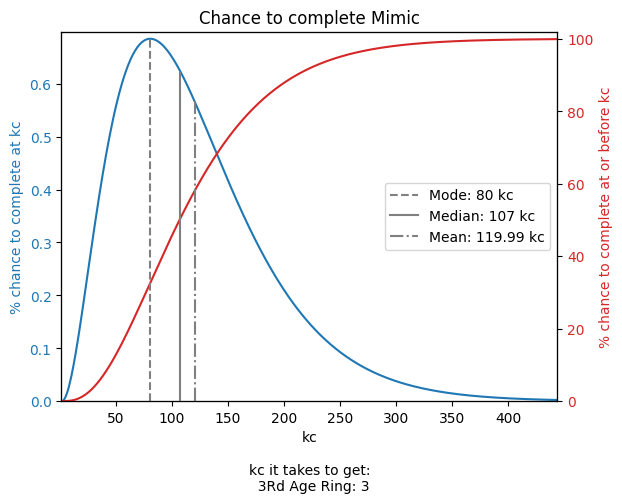 Chance to complete Mimic
% chance to complete at kc
0.6
0.5
0.4
0.3
0.2
0.1
0.0
100
80
60
40
20
0
% chance to complete at or before kc
Mode: 80 kc
Median: 107 kc
Mean: 119.99 kc
50 100 150 200 250 300 350 400
kc
kc it takes to get:
3Rd Age Ring: 3